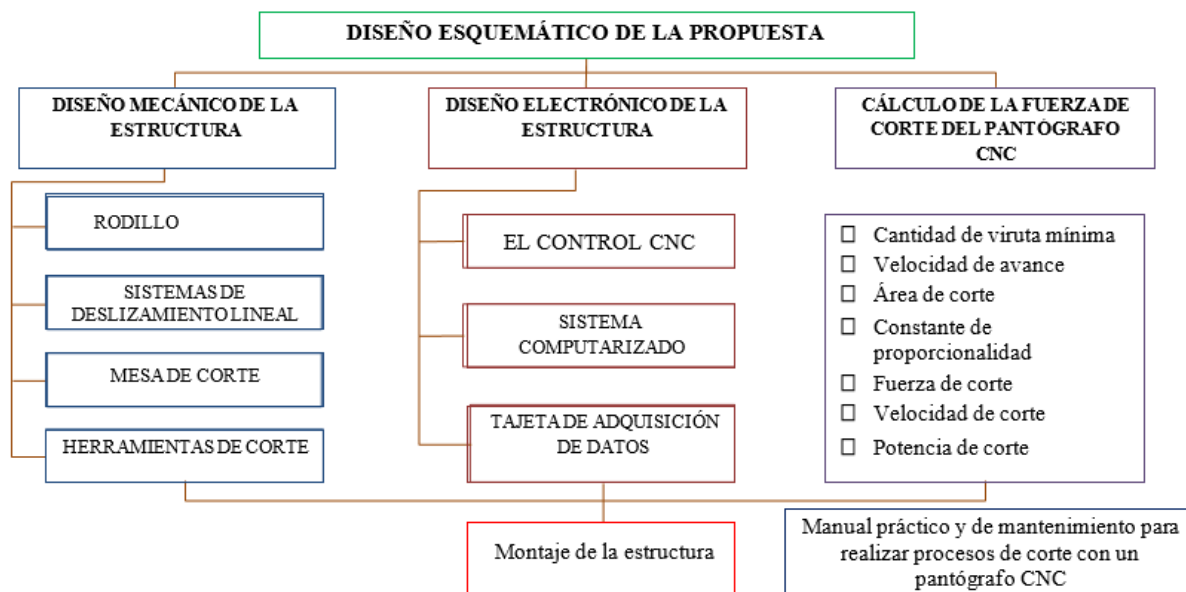 DISEÑO ESQUEMÁTICO DE LA PROPUESTA
DISEÑO MECÁNICO DE LA
ESTRUCTURA
RODILLO
SISTEMAS DE
DESLIZAMIENTO LINEAL
MESA DE CORTE
HERRAMIENTAS DE CORTE
DISEÑO ELECTRÓNICO DE LA
ESTRUCTURA
EL CONTROL CNC
SISTEMA
COMPUTARIZADO
TAJETA DE ADQUISICIÓN
DE DATOS
CÁLCULO DE LA FUERZA DE
CORTE DEL PANTÓGRAFO
CNC
Cantidad de viruta mínima
Velocidad de avance
Área de corte
Constante de
proporcionalidad
Fuerza de corte
Velocidad de corte
Potencia de corte
Montaje de la estructura
Manual práctico y de mantenimiento para
realizar procesos de corte con un
pantógrafo CNC